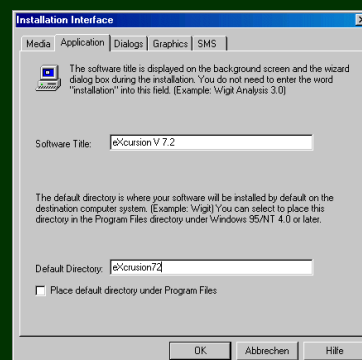 Installation Interface
Media Application Dialogs Graphics SMS
The software title is displayed on the background screen and the wizard
dialog box during the installation. You do not need to enter the word
"installation" into this field. (Example: Wigit Analysis 3.0)
Software Title: eXcursion V 7.2
The default directory is where your software will be installed by default on the
destination computer system. (Example: Wigit) You can select to place this
directory in the Program Files directory under Windows 95/NT 4.0 or later.
Default Directory: eXcrusion72
Place default directory under Program Files
OK Abbrechen Hilfe